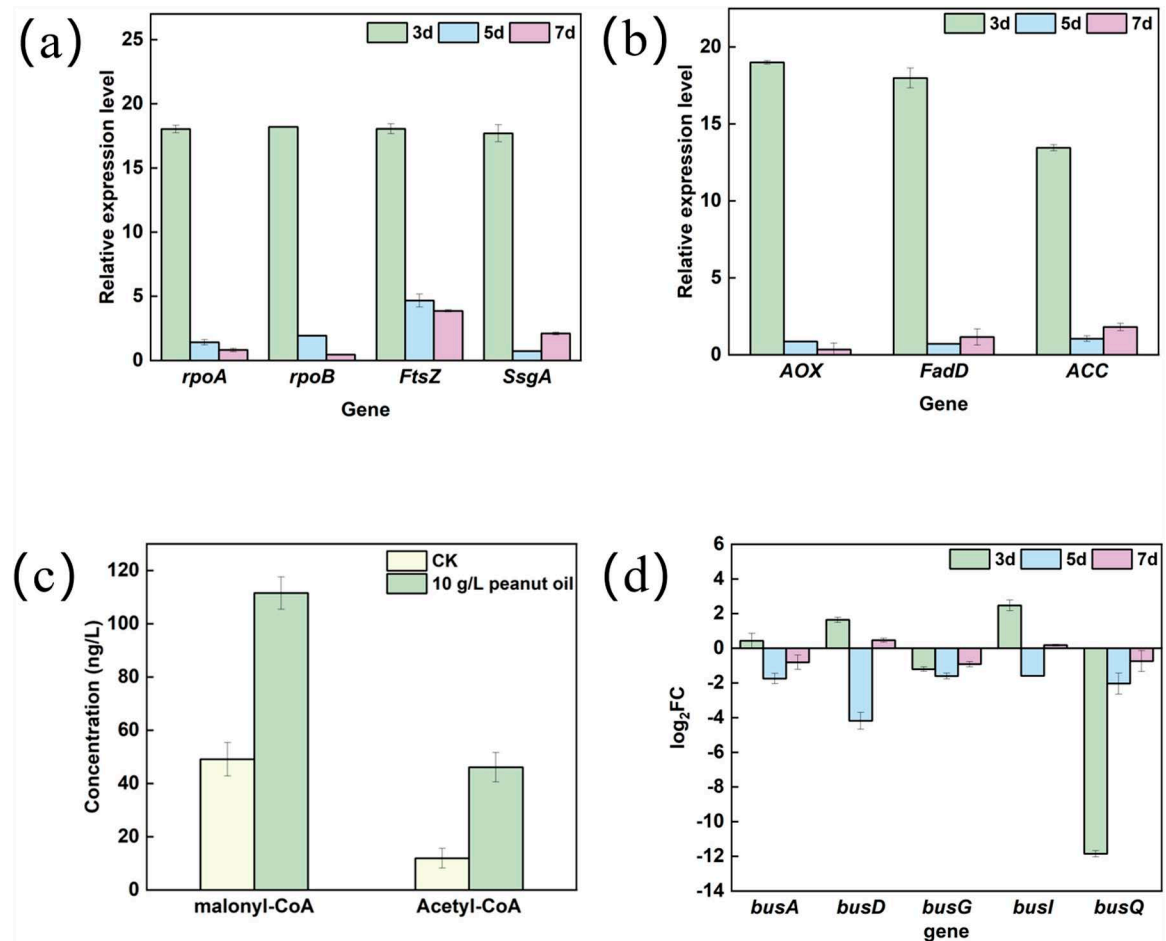 (a)
3d 5d 7d
Relative expression level
25
20
15
10
5
0
rpoA rpoB FtsZ SsgA
Gene
(b)
3d 5d 7d
Relative expression level
20
15
10
5
0
AOX FadD ACC
Gene
(c)
CK
10 g/L peanut oil
Concentration (ng/L)
120
100
80
60
40
20
0
malonyl-CoA Acetyl-CoA
(d)
3d 5d 7d
log₂FC
6
4
2
0
-2
-4
-6
-8
-10
-12
-14
busA busD busG busI busQ
gene